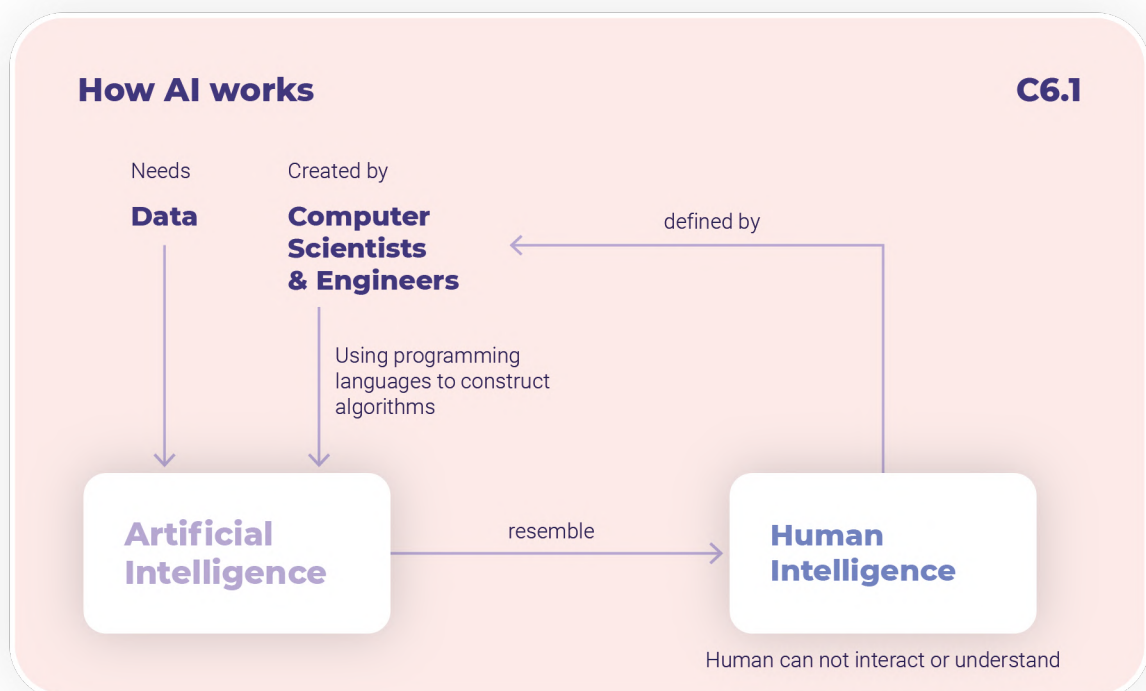 How AI works
C6.1
Needs
Data
Created by
Computer
Scientists
& Engineers
defined by
Using programming
languages to construct
algorithms
Artificial
Intelligence
resemble
Human
Intelligence
Human can not interact or understand